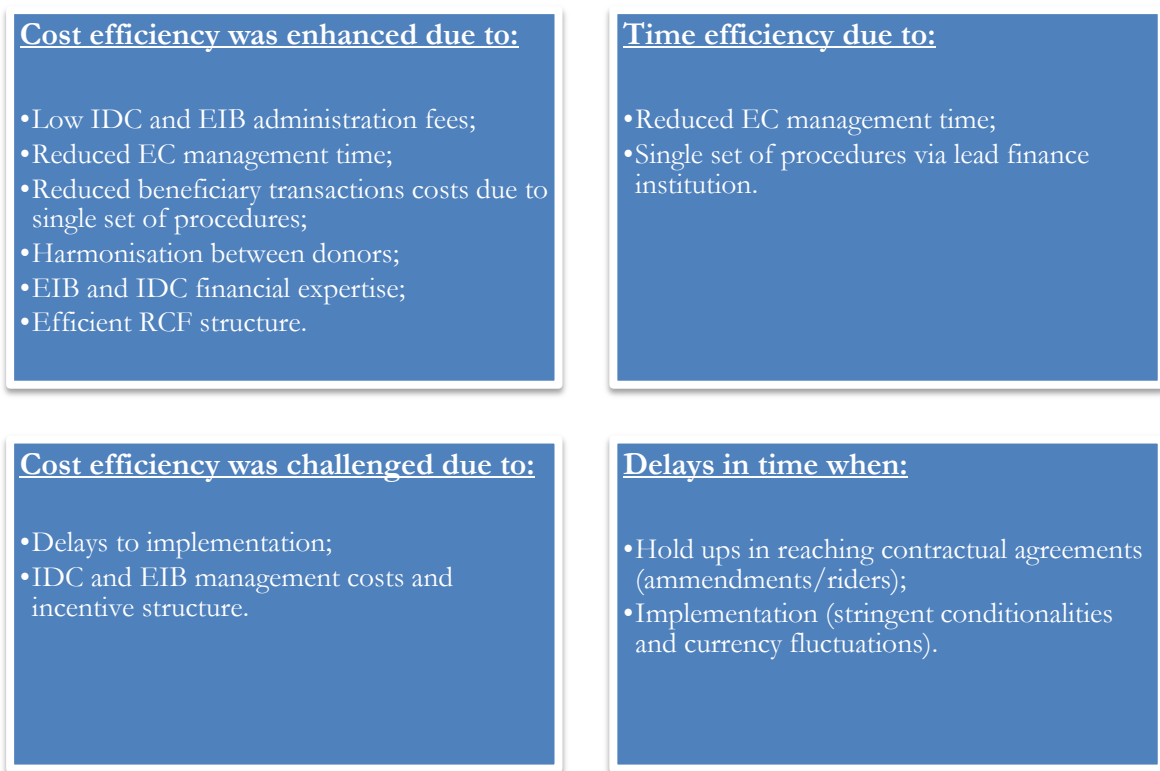 Cost efficiency was enhanced due to:
•Low IDC and EIB administration fees;
•Reduced EC management time;
•Reduced beneficiary transactions costs due to
single set of procedures;
•Harmonisation between donors;
•EIB and IDC financial expertise;
•Efficient RCF structure.
Time efficiency due to:
•Reduced EC management time;
•Single set of procedures via lead finance
institution.
Cost efficiency was challenged due to:
•Delays to implementation;
•IDC and EIB management costs and
incentive structure.
Delays in time when:
•Hold ups in reaching contractual agreements
(ammendments/riders);
•Implementation (stringent conditionalities
and currency fluctuations).